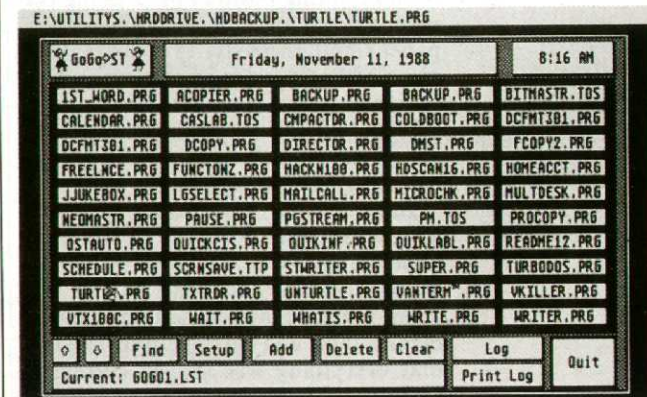 E:\UTILITYS.\HRDDRIVE.\HDBACKUP.\TURTLE\TURTLE.PRG
GoGo◇ST Friday, November 11, 1988 8:16 AM
1ST_WORD.PRG ACOPIER.PRG BACKUP.PRG BACKUP.PRG BITMASTR.TOS
CALENDAR.PRG CASLAB.TOS CMPACTDR.PRG COLDBOOT.PRG DCFMT301.PRG
DCFMT381.PRG DCOPY.PRG DIRECTOR.PRG DMST.PRG FCOPY2.PRG
FREELNCE.PRG FUNCTONZ.PRG HACKN100.PRG HDSCAN16.PRG HOMEACCT.PRG
JJUKEBOX.PRG LGSELECT.PRG MAILCALL.PRG MICROCHK.PRG MULTDESK.PRG
NEOMASTR.PRG PAUSE.PRG PGSTREAM.PRG PM.TOS PROCOPY.PRG
QSTAUTO.PRG QUICKCIS.PRG QUIKINF.PRG QUIKLABL.PRG README12.PRG
SCHEDULE.PRG SCRNSAVE.TTP STWRITER.PRG SUPER.PRG TURBODOS.PRG
.PRG TXTRDR.PRG UNTURTLE.PRG VANTERM™.PRG VKILLER.PRG
VTX100C.PRG WAIT.PRG WHATIS.PRG WRITE.PRG WRITER.PRG
⇧ ⇩ Find Setup Add Delete Clear Log Quit
Current: GOGO1.LST Print Log